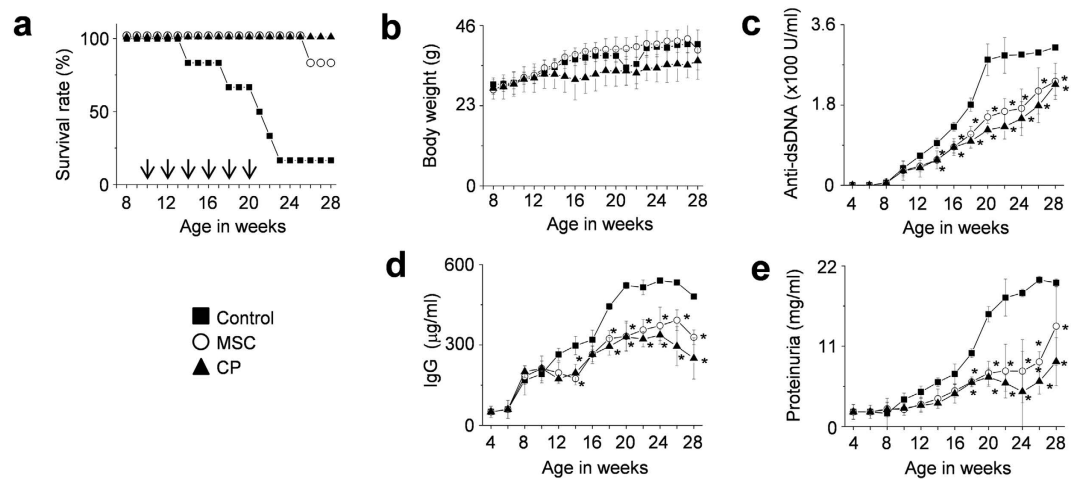 a
Survival rate (%)
100
50
0
8 12 16 20 24 28
Age in weeks
b
Body weight (g)
46
23
0
8 12 16 20 24 28
Age in weeks
c
Anti-dsDNA (x100 U/ml)
3.6
1.8
0
4 8 12 16 20 24 28
Age in weeks
* * * * * * * * * * * * * * *
Control
MSC
CP
d
IgG (µg/ml)
600
300
0
4 8 12 16 20 24 28
Age in weeks
* * * * * * * * * * * * *
e
Proteinuria (mg/ml)
22
11
0
4 8 12 16 20 24 28
Age in weeks
* * * * * * * * * * * *